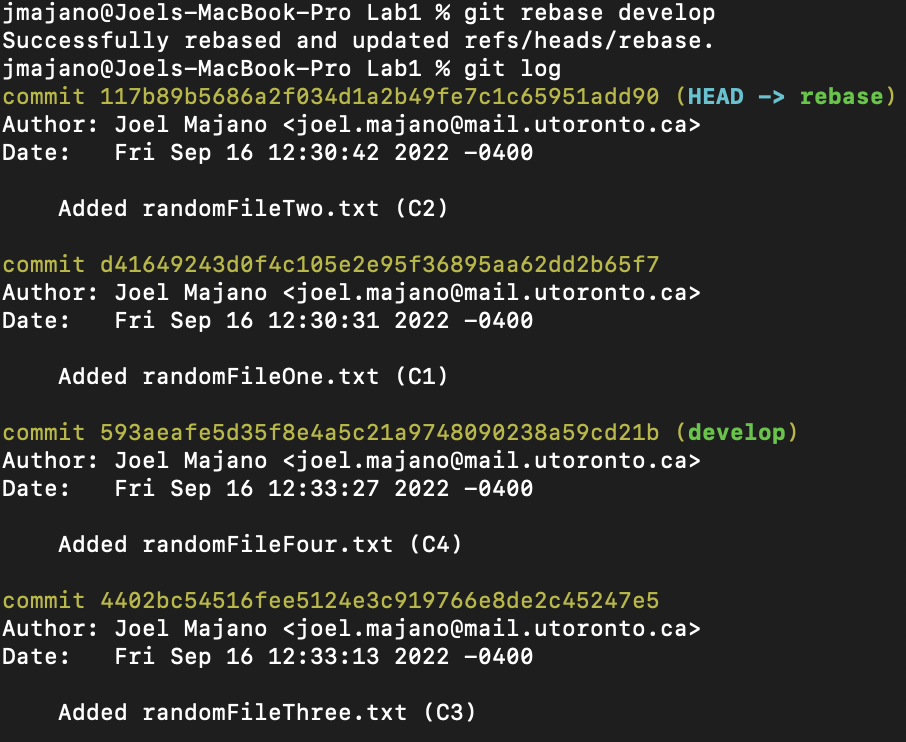 jmajano@Joels-MacBook-Pro Lab1 % git rebase develop
Successfully rebased and updated refs/heads/rebase.
jmajano@Joels-MacBook-Pro Lab1 % git log
commit 117b89b5686a2f034d1a2b49fe7c1c65951add90 (HEAD -> rebase)
Author: Joel Majano <joel.majano@mail.utoronto.ca>
Date:   Fri Sep 16 12:30:42 2022 -0400
    Added randomFileTwo.txt (C2)
commit d41649243d0f4c105e2e95f36895aa62dd2b65f7
Author: Joel Majano <joel.majano@mail.utoronto.ca>
Date:   Fri Sep 16 12:30:31 2022 -0400
    Added randomFileOne.txt (C1)
commit 593aeafe5d35f8e4a5c21a9748090238a59cd21b (develop)
Author: Joel Majano <joel.majano@mail.utoronto.ca>
Date:   Fri Sep 16 12:33:27 2022 -0400
    Added randomFileFour.txt (C4)
commit 4402bc54516fee5124e3c919766e8de2c45247e5
Author: Joel Majano <joel.majano@mail.utoronto.ca>
Date:   Fri Sep 16 12:33:13 2022 -0400
    Added randomFileThree.txt (C3)